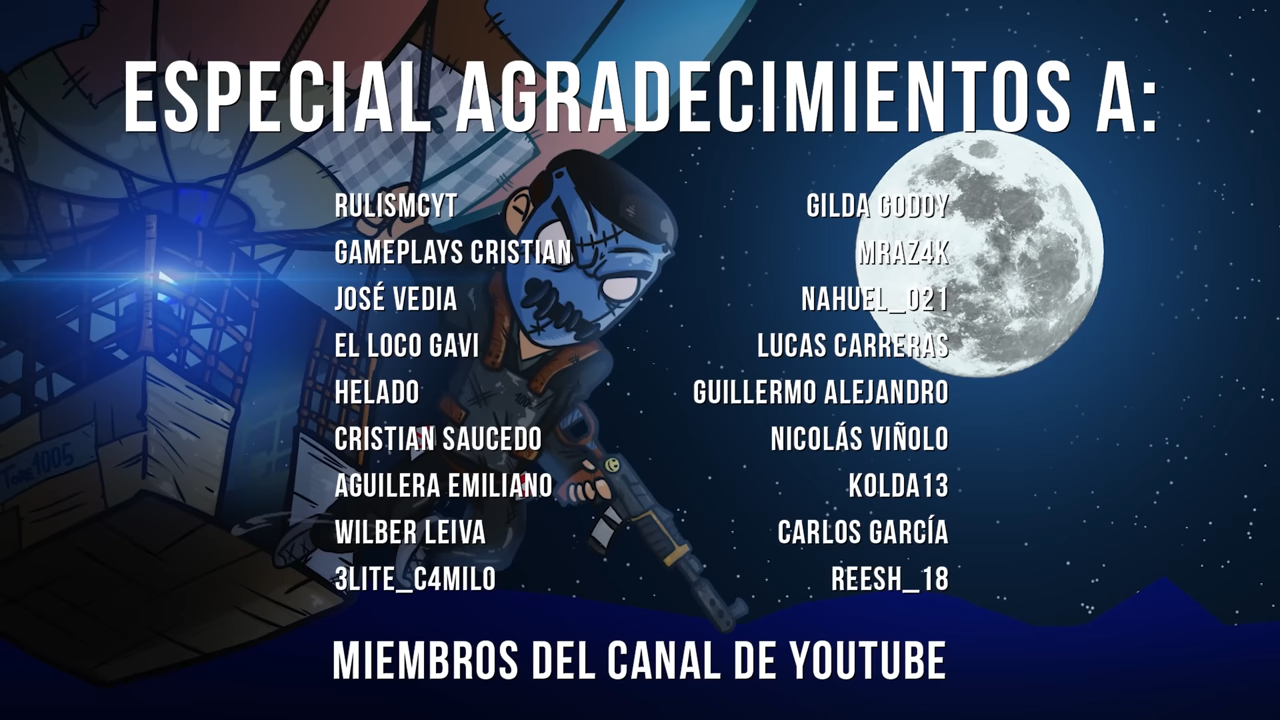 ESPECIAL AGRADECIMIENTOS A:
RULISMCYT
GAMEPLAYS CRISTIAN
JOSÉ VEDIA
EL LOCO GAVI
HELADO
CRISTIAN SAUCEDO
AGUILERA EMILIANO
WILBER LEIVA
3LITE_C4MILO
GILDA GODOY
MRAZ4K
NAHUEL_021
LUCAS CARRERAS
GUILLERMO ALEJANDRO
NICOLÁS VIÑOLO
KOLDA13
CARLOS GARCÍA
REESH_18
MIEMBROS DEL CANAL DE YOUTUBE